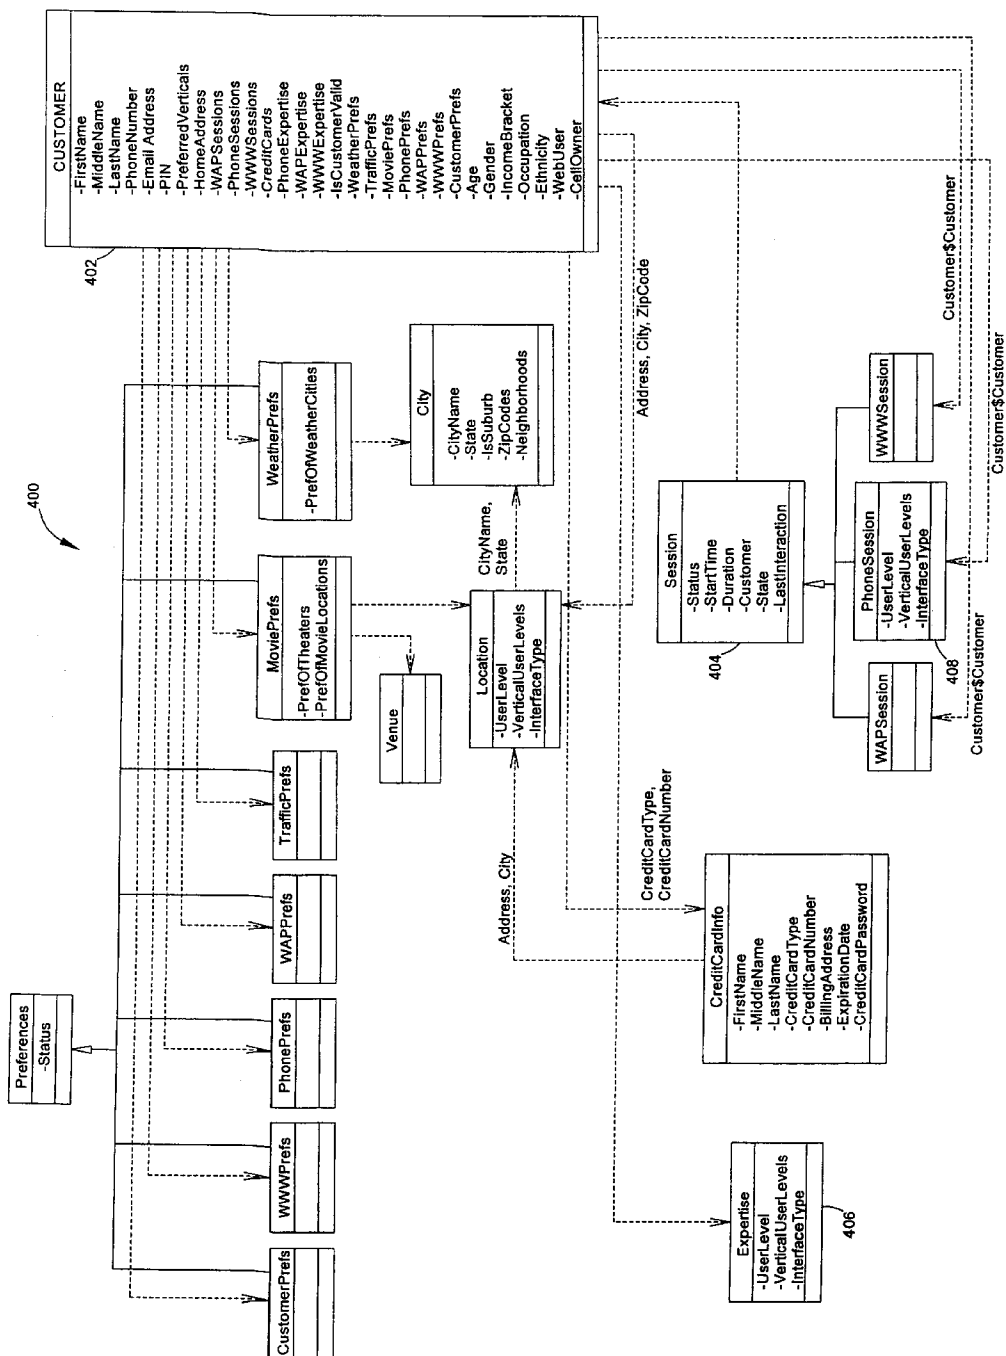 400
Preferences
-Status
CustomerPrefs
WWWPrefs
PhonePrefs
WAPPrefs
TrafficPrefs
MoviePrefs
-PrefOfTheaters
-PrefOfMovieLocations
WeatherPrefs
-PrefOfWeatherCities
402
CUSTOMER
-FirstName
-MiddleName
-LastName
-PhoneNumber
-Email Address
-PIN
-PreferredVerticals
-HomeAddress
-WAPSessions
-PhoneSessions
-WWWSessions
-CreditCards
-PhoneExpertise
-WAPExpertise
-WWWExpertise
-IsCustomerValid
-WeatherPrefs
-TrafficPrefs
-MoviePrefs
-PhonePrefs
-WAPPrefs
-WWWPrefs
-CustomerPrefs
-Age
-Gender
-IncomeBracket
-Occupation
-Ethnicity
-WebUser
-CellOwner
Venue
City
-CityName
-State
-IsSuburb
-ZipCodes
-Neighborhoods
CityName,
State
Location
-UserLevel
-VerticalUserLevels
-InterfaceType
Address, City
Address, City, ZipCode
CreditCardType,
CreditCardNumber
CreditCardInfo
-FirstName
-MiddleName
-LastName
-CreditCardType
-CreditCardNumber
-BillingAddress
-ExpirationDate
-CreditCardPassword
Expertise
-UserLevel
-VerticalUserLevels
-InterfaceType
406
Session
-Status
-StartTime
-Duration
-Customer
-State
-LastInteraction
404
WAPSession
PhoneSession
-UserLevel
-VerticalUserLevels
-InterfaceType
408
WWWSession
Customer$Customer
Customer$Customer
Customer$Customer